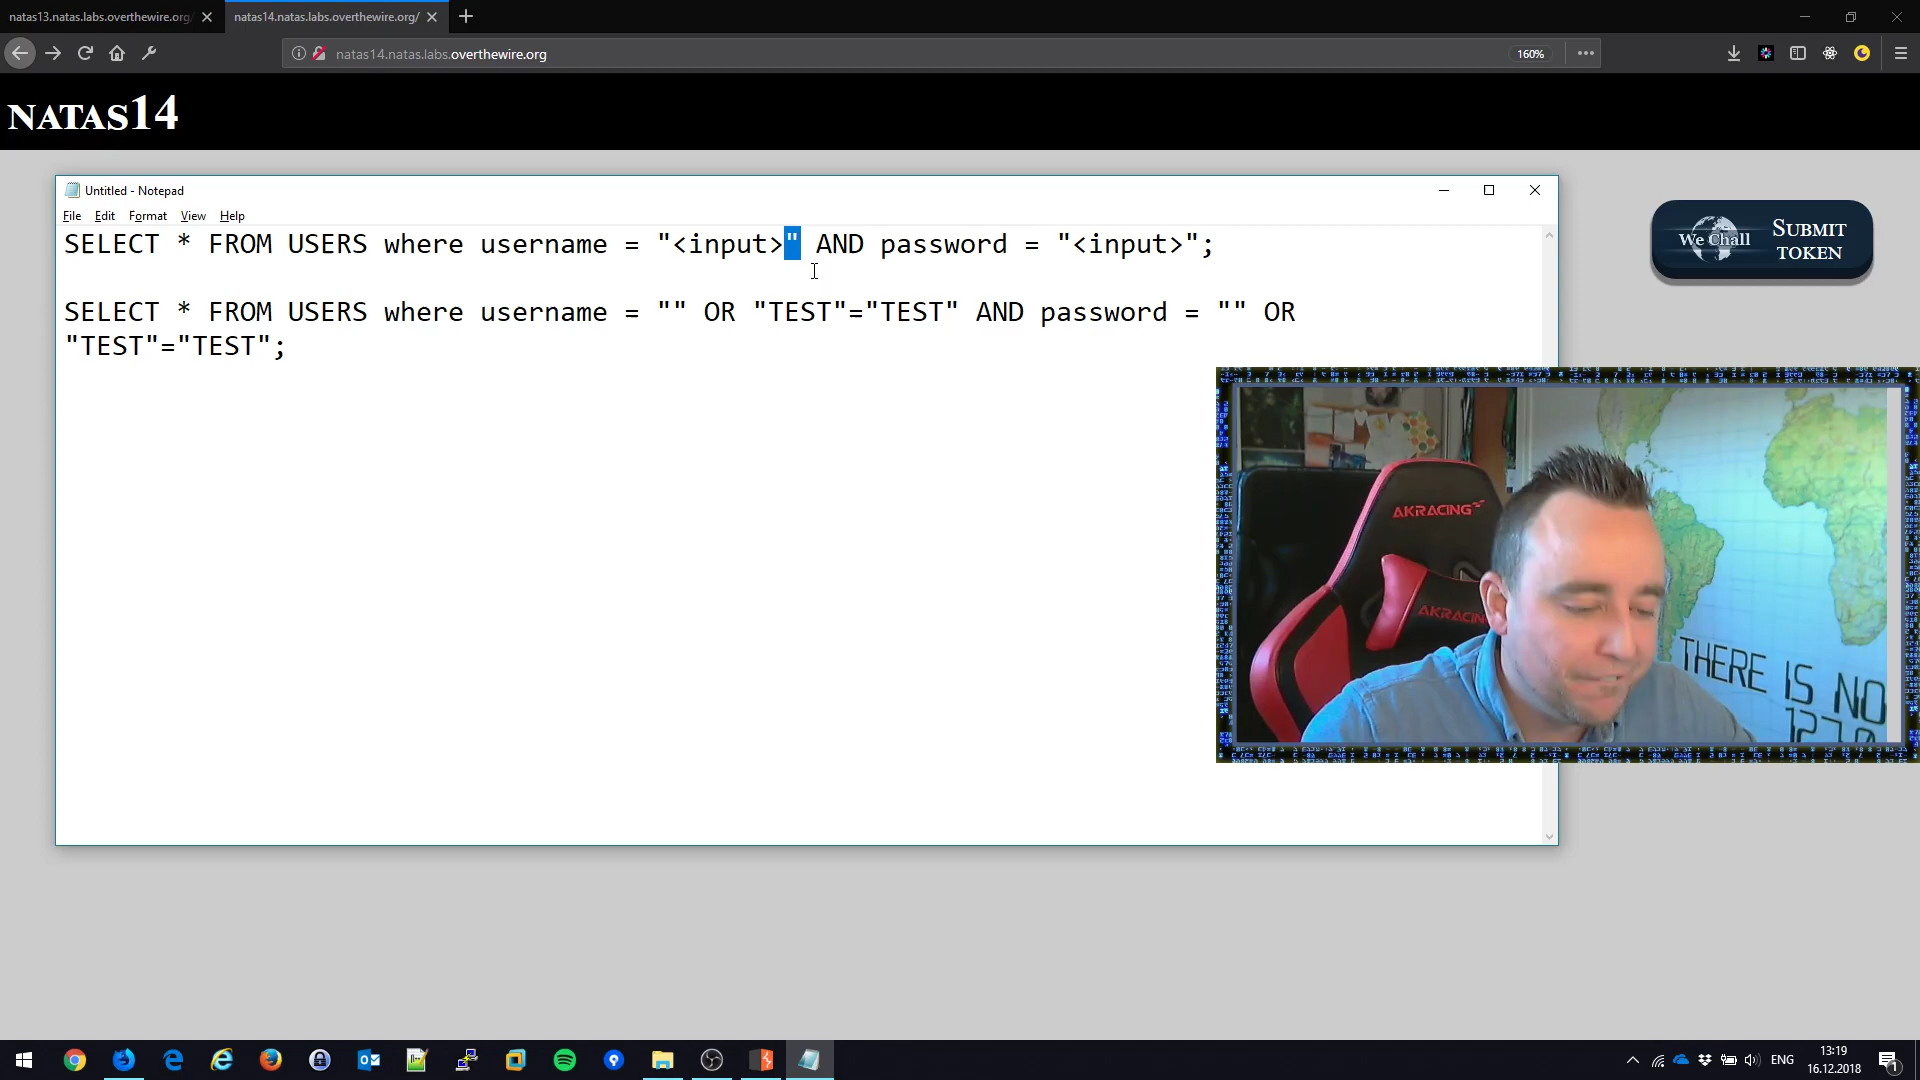 natas13.natas.labs.overthewire.org/
natas14.natas.labs.overthewire.org/
natas14.natas.labs.overthewire.org
160%
NATAS14
Untitled - Notepad
File Edit Format View Help
SELECT * FROM USERS where username = "<input>" AND password = "<input>";
SELECT * FROM USERS where username = "" OR "TEST"="TEST" AND password = "" OR
"TEST"="TEST";
We Chall
SUBMIT
TOKEN
AKRACING
AKRACING
THERE IS NO
127.0
ENG
13:19
16.12.2018
1